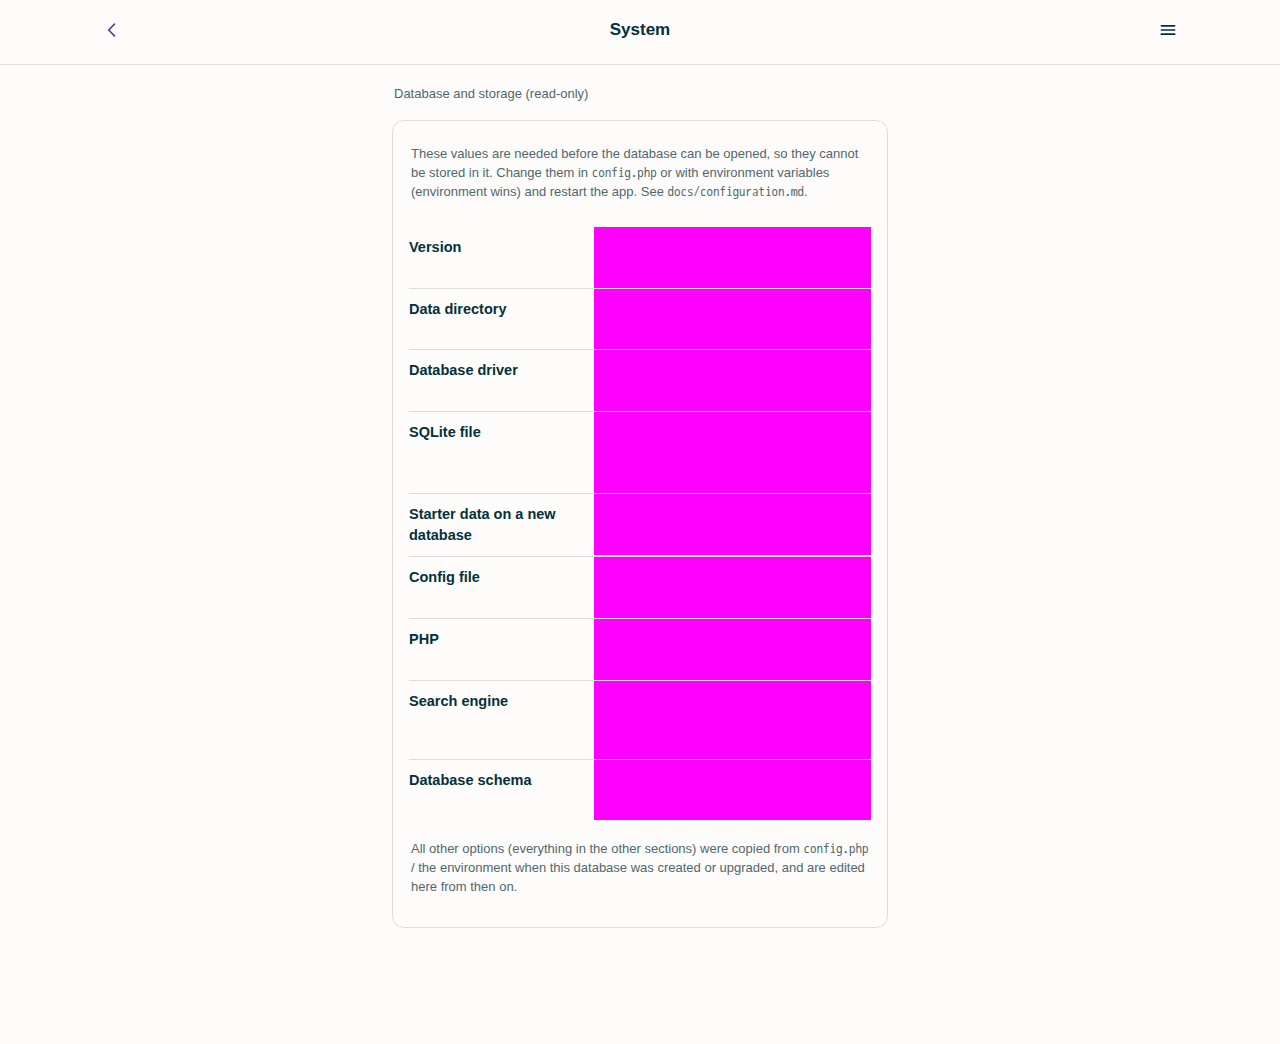 System
Database and storage (read-only)
These values are needed before the database can be opened, so they cannot
be stored in it. Change them in config.php or with environment variables
(environment wins) and restart the app. See docs/configuration.md.
Version
Data directory
Database driver
SQLite file
Starter data on a new
database
Config file
PHP
Search engine
Database schema
All other options (everything in the other sections) were copied from config.php
/ the environment when this database was created or upgraded, and are edited
here from then on.